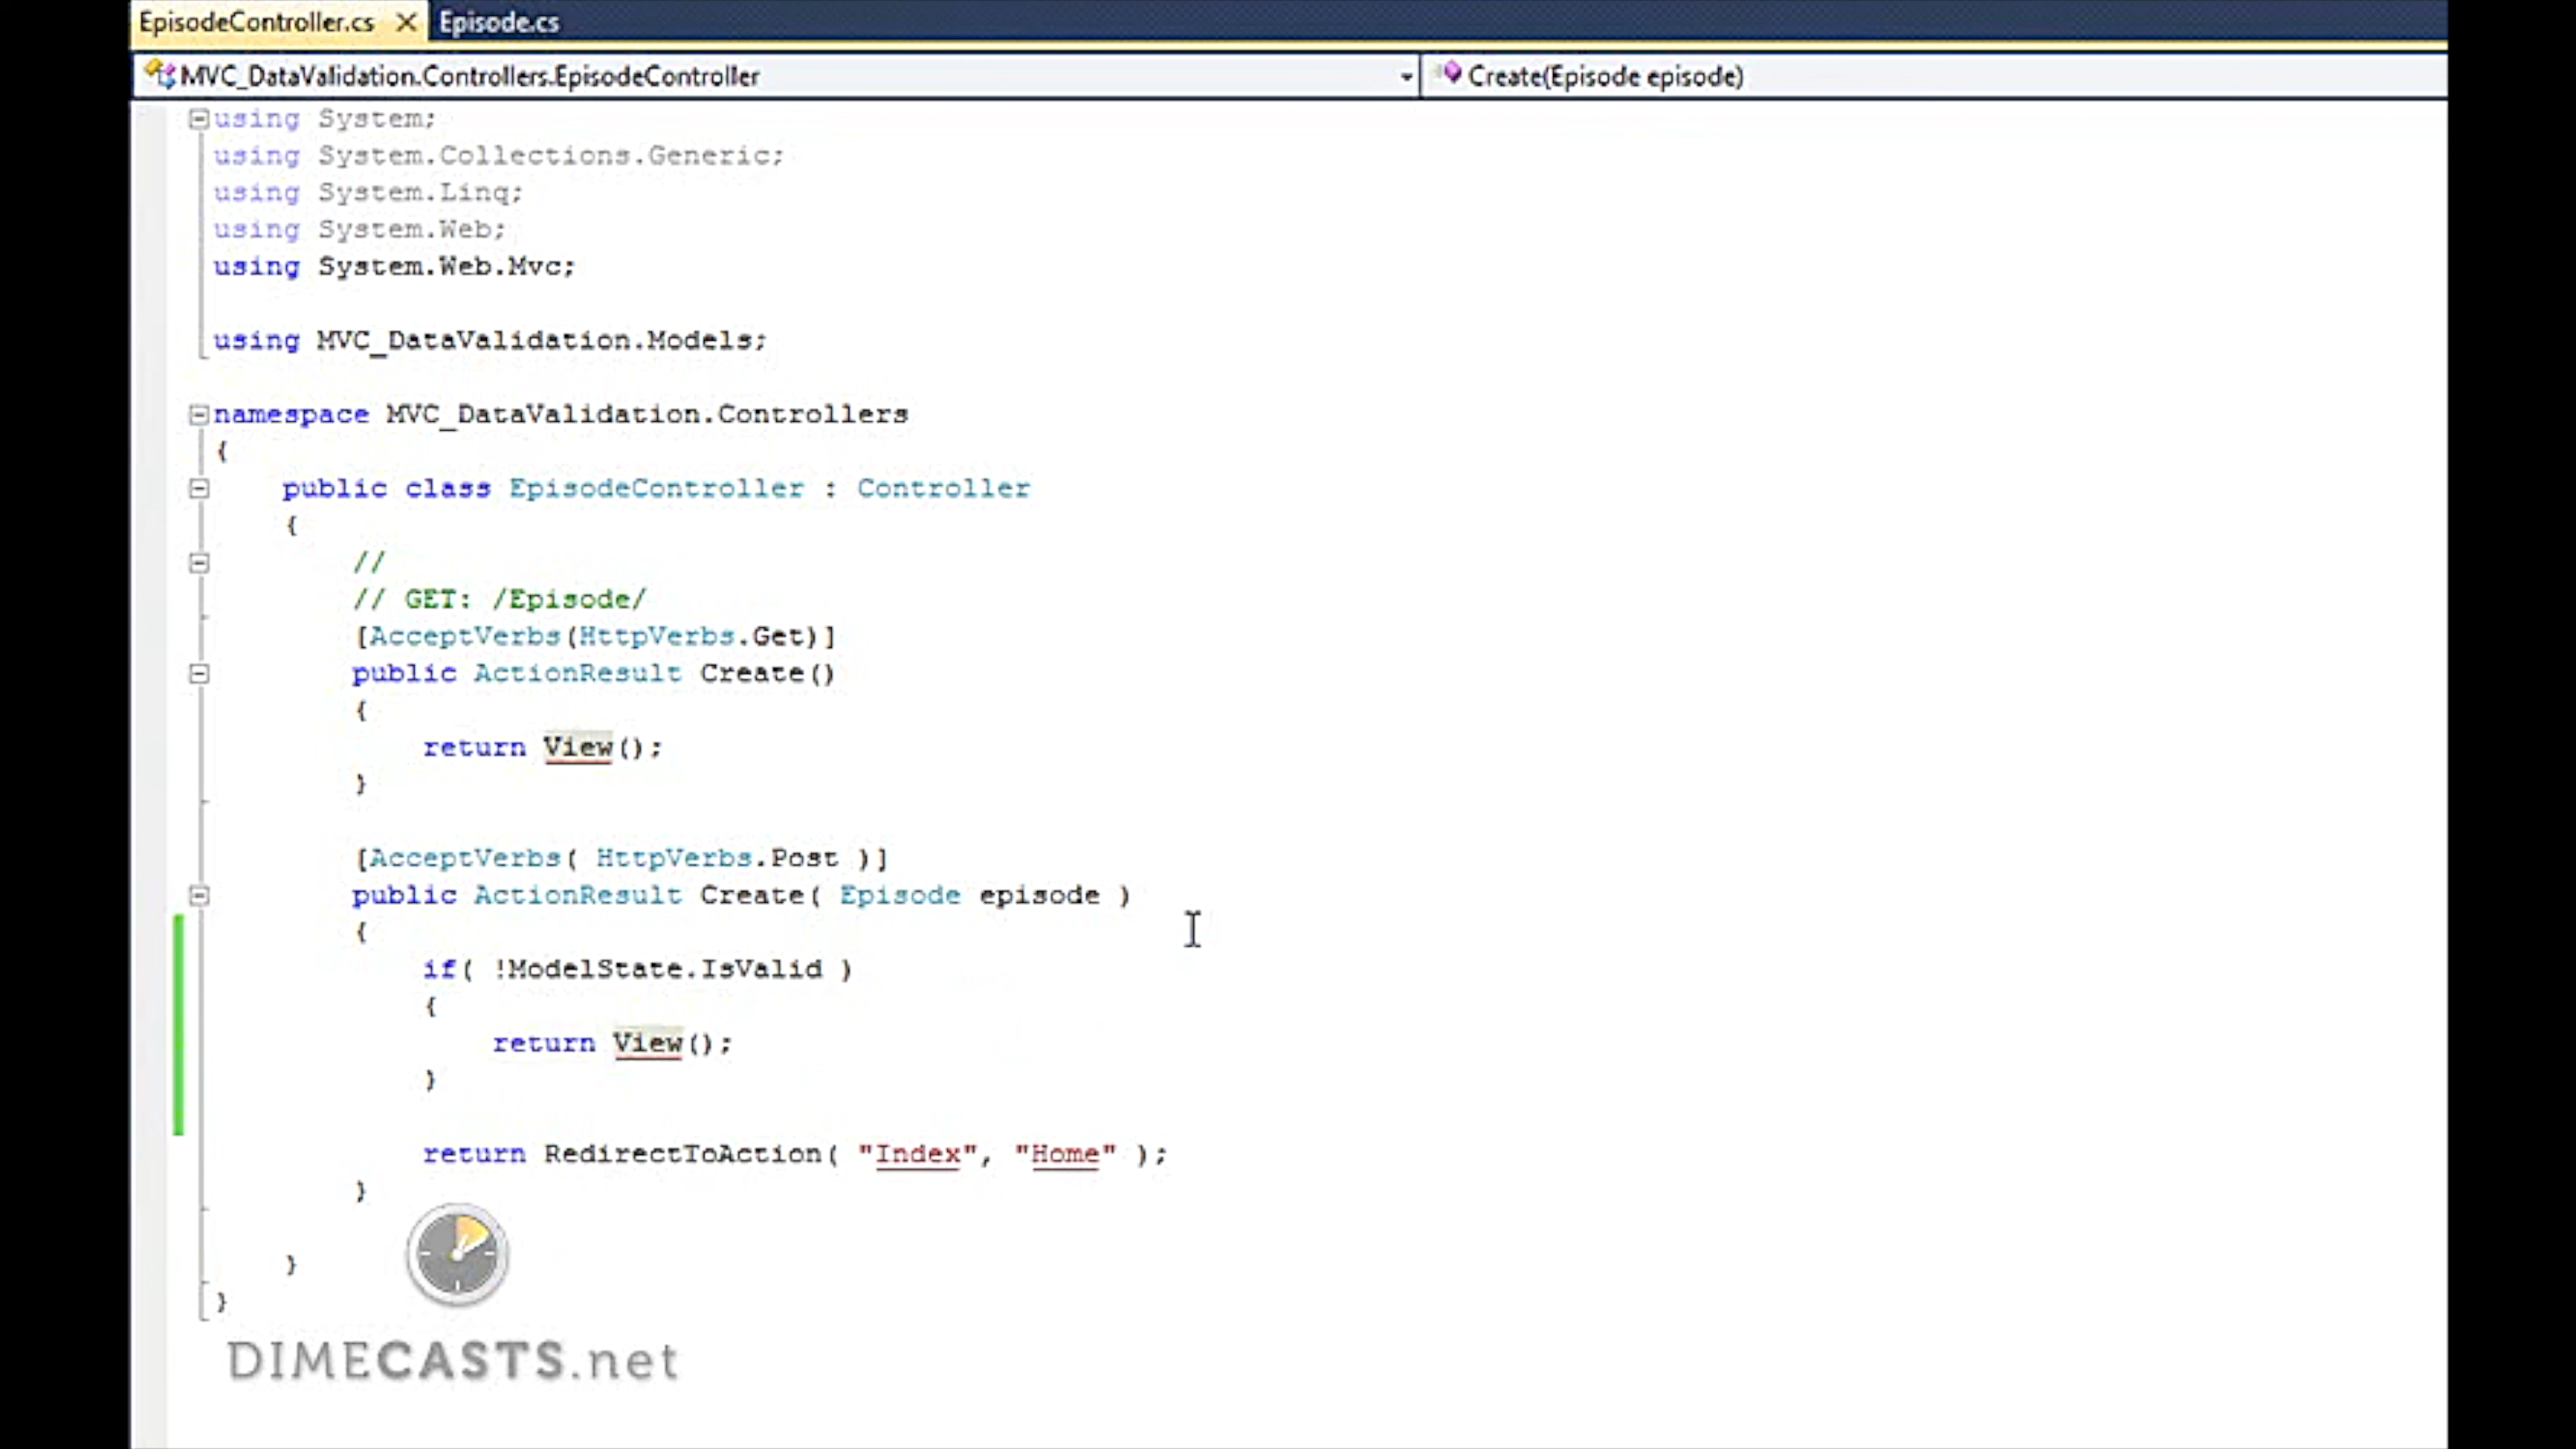 EpisodeController.cs Episode.cs
MVC_DataValidation.Controllers.EpisodeController Create(Episode episode)
using System;
using System.Collections.Generic;
using System.Linq;
using System.Web;
using System.Web.Mvc;
using MVC_DataValidation.Models;
namespace MVC_DataValidation.Controllers
{
public class EpisodeController : Controller
{
//
// GET: /Episode/
[AcceptVerbs(HttpVerbs.Get)]
public ActionResult Create()
{
return View();
}
[AcceptVerbs( HttpVerbs.Post )]
public ActionResult Create( Episode episode )
{
if( !ModelState.IsValid )
{
return View();
}
return RedirectToAction( "Index", "Home" );
}
}
}
DIMECASTS.net